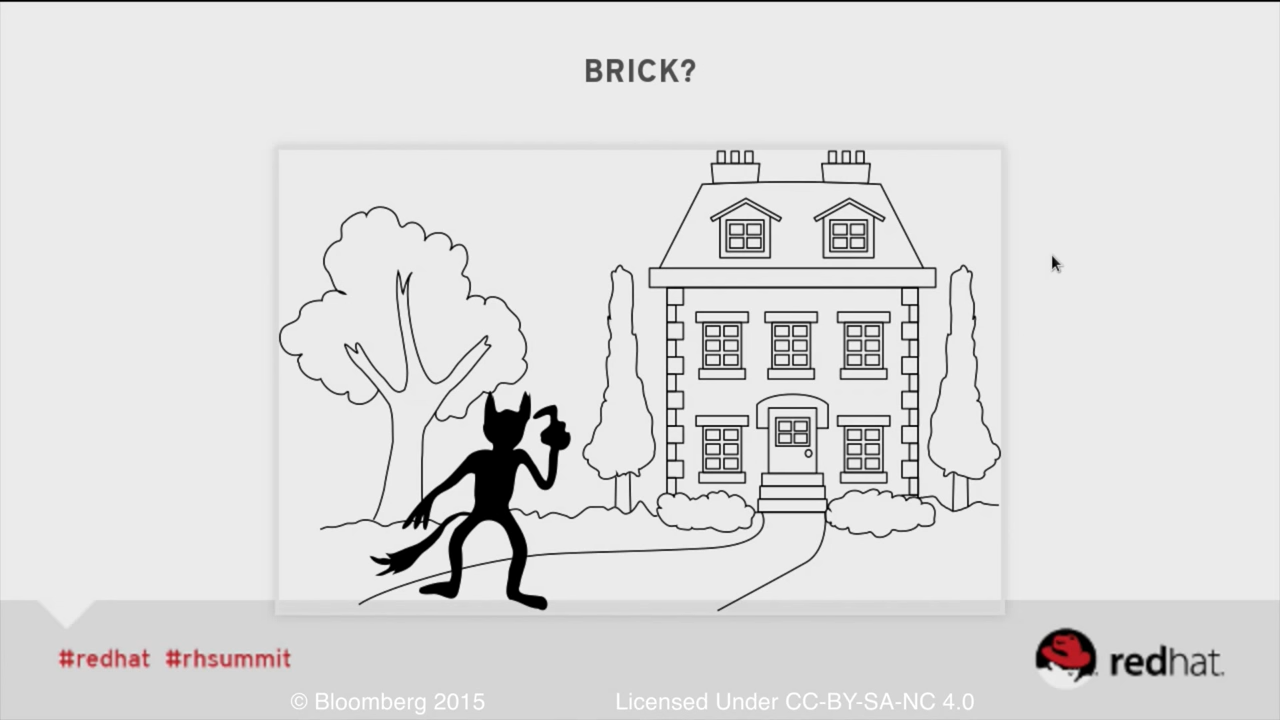 BRICK?
#redhat #rhsummit
redhat.
© Bloomberg 2015
Licensed Under CC-BY-SA-NC 4.0